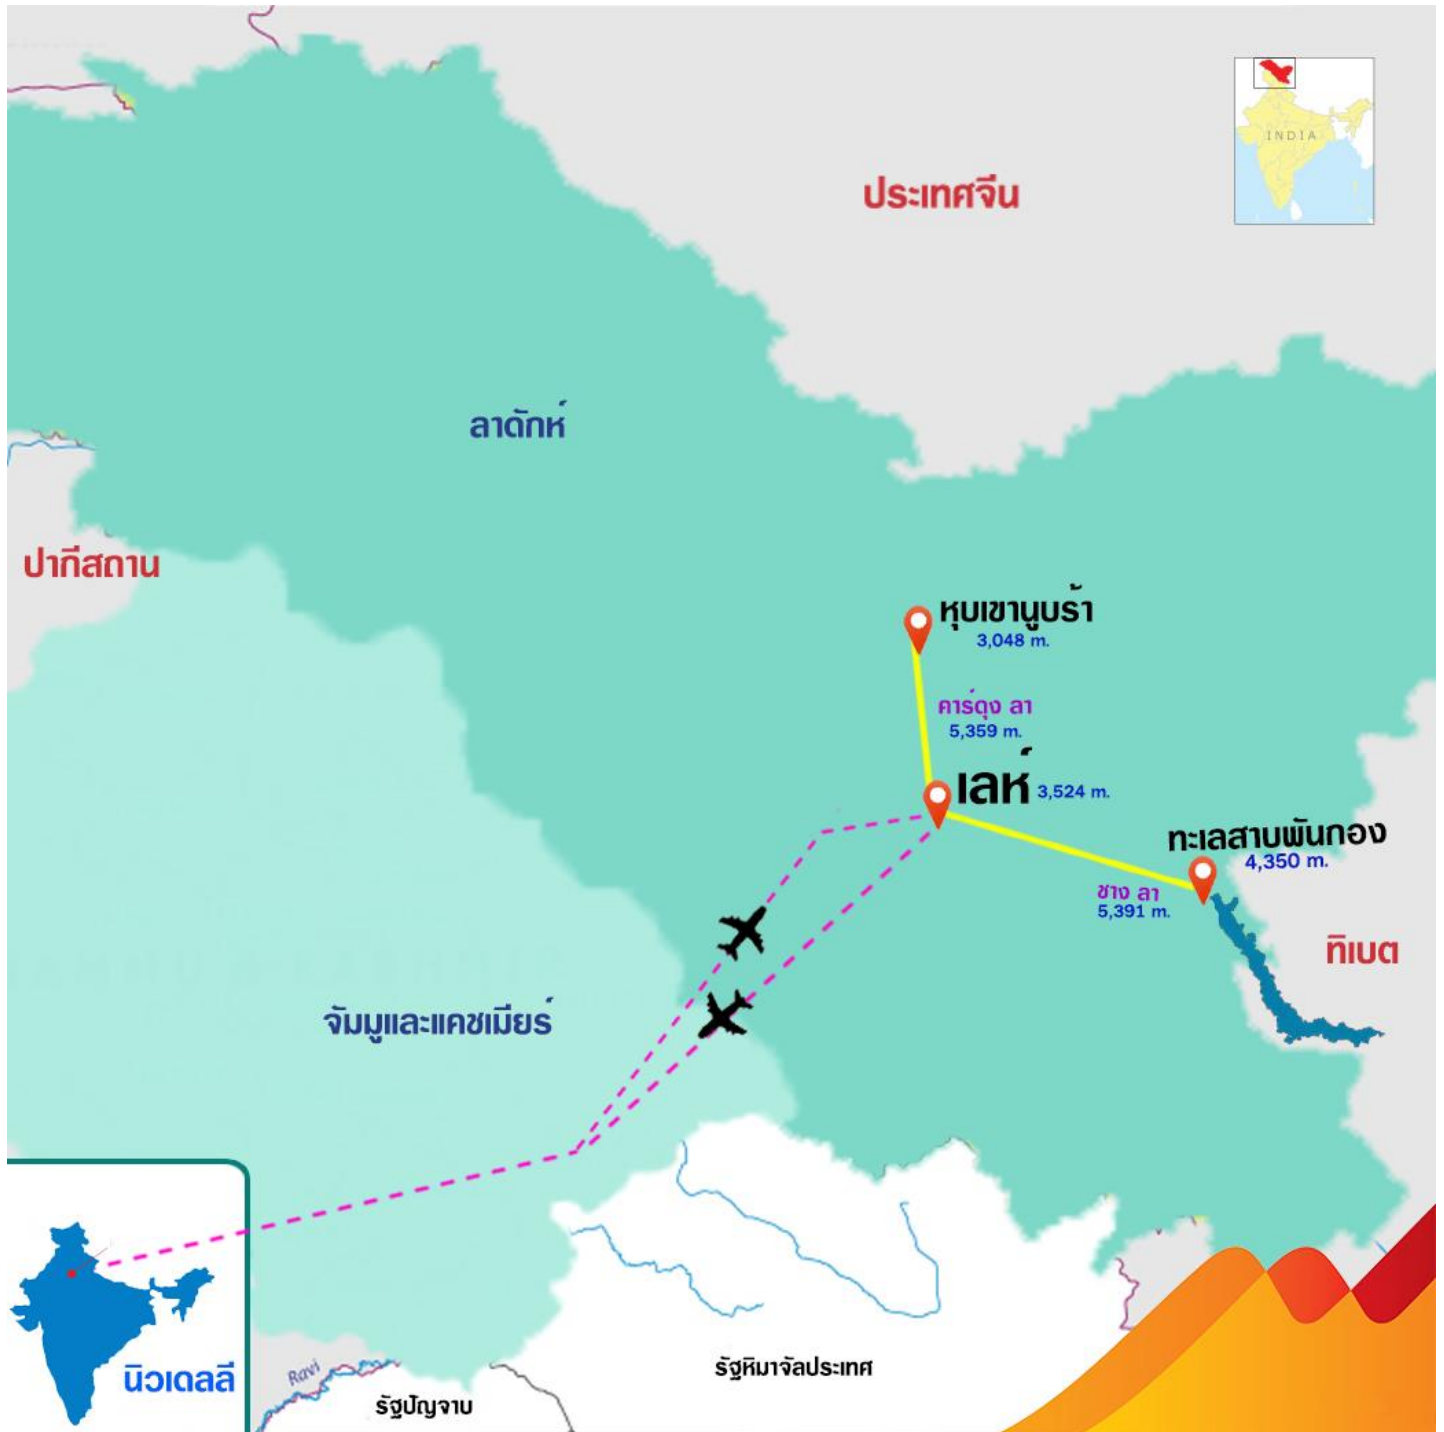 INDIA
ประเทศจีน
ลาดักห์
ปากีสถาน
หุบเขานูบร้า
3,048 m.
คาร์ดุง ลา
5,359 m.
เลห์ 3,524 m.
ทะเลสาบพันกอง
4,350 m.
ชาง ลา
5,391 m.
ทิเบต
จัมมูและแคชเมียร์
นิวเดลลี
Ravi
รัฐหิมาจัลประเทศ
รัฐปัญจาบ